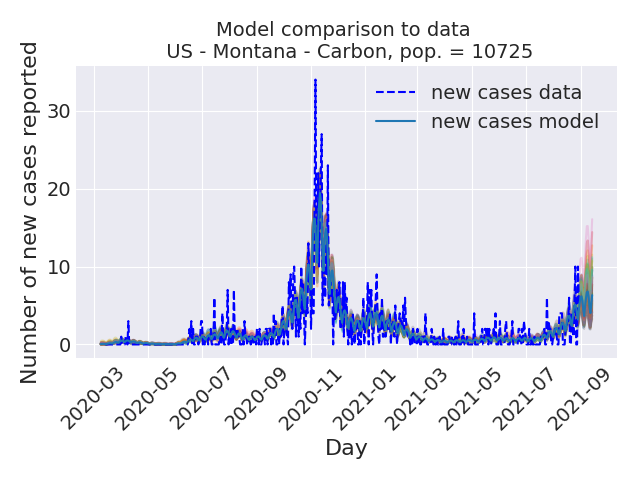 Model comparison to data
US - Montana - Carbon, pop. = 10725
Number of new cases reported
30
20
10
0
new cases data
new cases model
2020-03
2020-05
2020-07
2020-09
2020-11
2021-01
2021-03
2021-05
2021-07
2021-09
Day